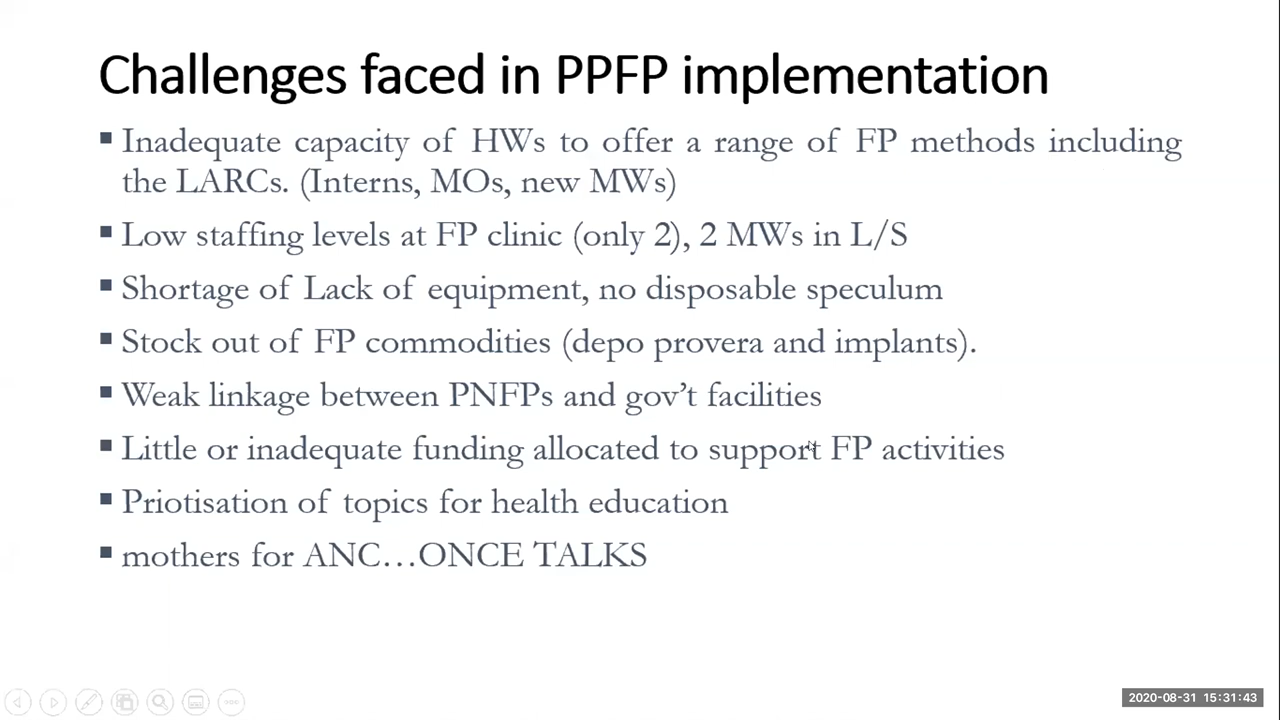 Challenges faced in PPFP implementation
▪ Inadequate capacity of HWs to offer a range of FP methods including
the LARCs. (Interns, MOs, new MWs)
▪ Low staffing levels at FP clinic (only 2), 2 MWs in L/S
▪ Shortage of Lack of equipment, no disposable speculum
▪ Stock out of FP commodities (depo provera and implants).
▪ Weak linkage between PNFPs and gov’t facilities
▪ Little or inadequate funding allocated to support FP activities
▪ Priotisation of topics for health education
▪ mothers for ANC…ONCE TALKS
2020-08-31 15:31:43